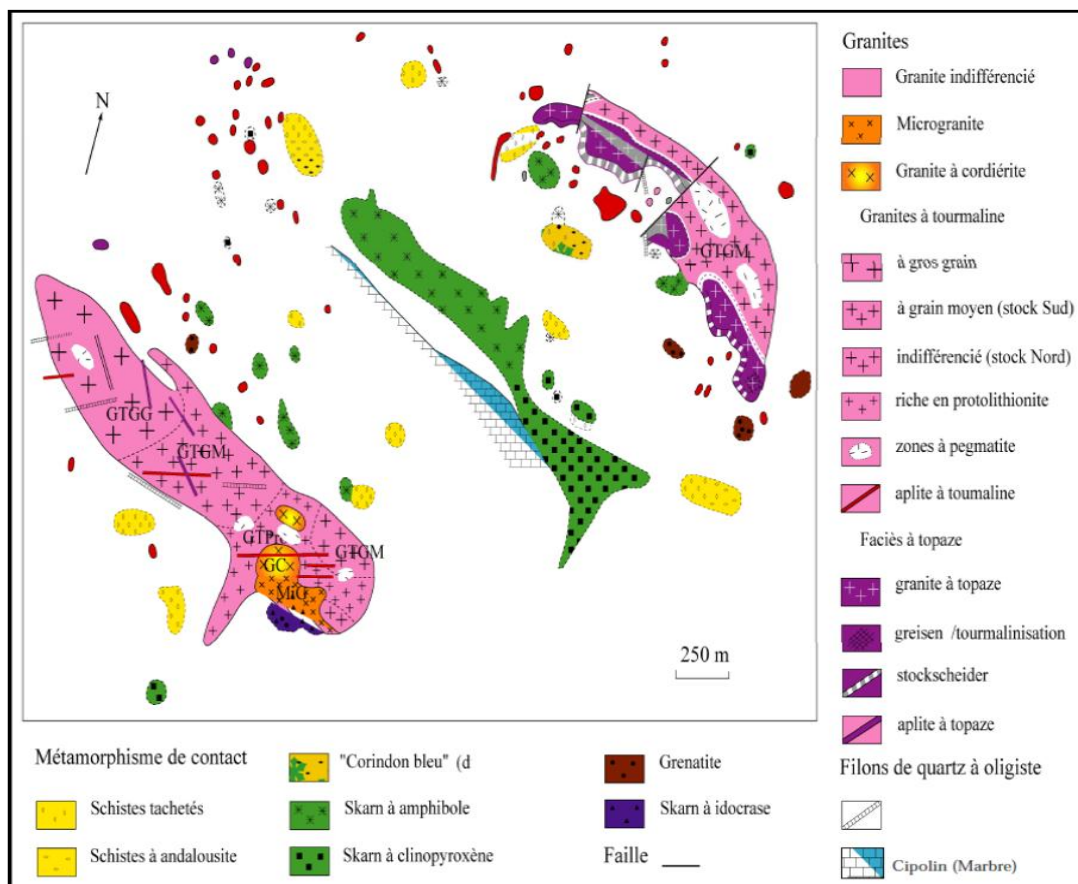 N
GTGG
GTGM
GC
GTGM
MiG
GTGM
250 m
Granites
Granite indifférencié
Microgranite
Granite à cordiérite
Granites à tourmaline
à gros grain
à grain moyen (stock Sud)
indifférencié (stock Nord)
riche en protolithionite
zones à pegmatite
aplite à toumaline
Faciès à topaze
granite à topaze
greisen /tourmalinisation
stockscheider
aplite à topaze
Filons de quartz à oligiste
Cipolin (Marbre)
Métamorphisme de contact
Schistes tachetés
Schistes à andalousite
"Corindon bleu" (d
Skarn à amphibole
Skarn à clinopyroxène
Grenatite
Skarn à idocrase
Faille